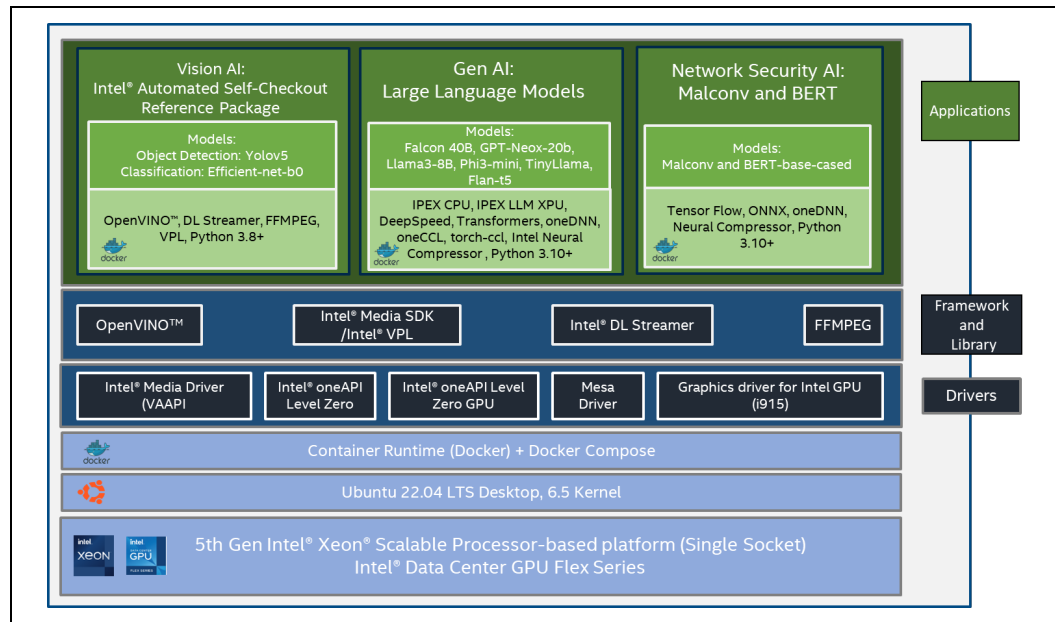 Vision AI:
Intel® Automated Self-Checkout
Reference Package
Models:
Object Detection: Yolov5
Classification: Efficient-net-b0
OpenVINO™, DL Streamer, FFMPEG,
VPL, Python 3.8+
docker
Gen AI:
Large Language Models
Models:
Falcon 40B, GPT-Neox-20b,
Llama3-8B, Phi3-mini, TinyLlama,
Flan-t5
IPEX CPU, IPEX LLM XPU,
DeepSpeed, Transformers, oneDNN,
oneCCL, torch-ccl, Intel Neural
Compressor , Python 3.10+
docker
Network Security AI:
Malconv and BERT
Models:
Malconv and BERT-base-cased
Tensor Flow, ONNX, oneDNN,
Neural Compressor, Python
3.10+
docker
Applications
OpenVINO™
Intel® Media SDK
/Intel® VPL
Intel® DL Streamer
FFMPEG
Framework
and
Library
Intel® Media Driver
(VAAPI
Intel® oneAPI
Level Zero
Intel® oneAPI Level
Zero GPU
Mesa
Driver
Graphics driver for Intel GPU
(i915)
Drivers
docker
Container Runtime (Docker) + Docker Compose
Ubuntu 22.04 LTS Desktop, 6.5 Kernel
intel
xeon
intel
DATA CENTER
GPU
FLEX SERIES
5th Gen Intel® Xeon® Scalable Processor-based platform (Single Socket)
Intel® Data Center GPU Flex Series